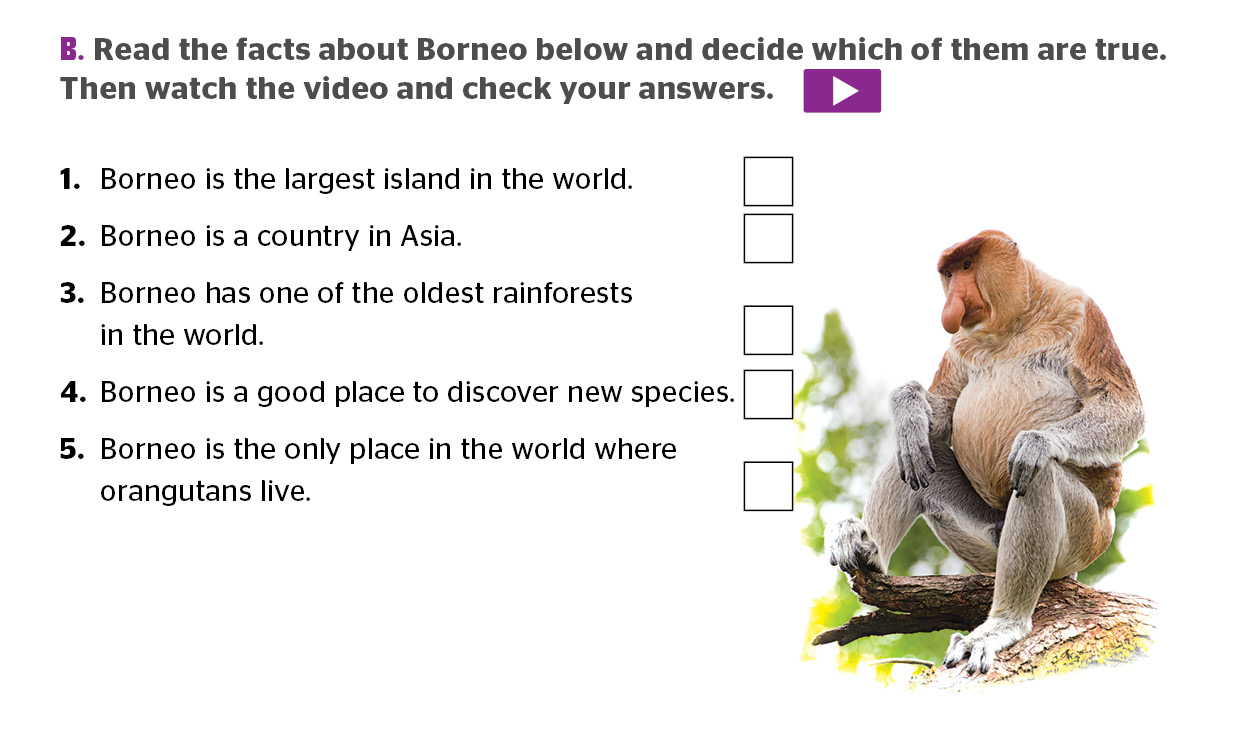 B. Read the facts about Borneo below and decide which of them are true.
Then watch the video and check your answers.
1. Borneo is the largest island in the world.
2. Borneo is a country in Asia.
3. Borneo has one of the oldest rainforests
in the world.
4. Borneo is a good place to discover new species.
5. Borneo is the only place in the world where
orangutans live.